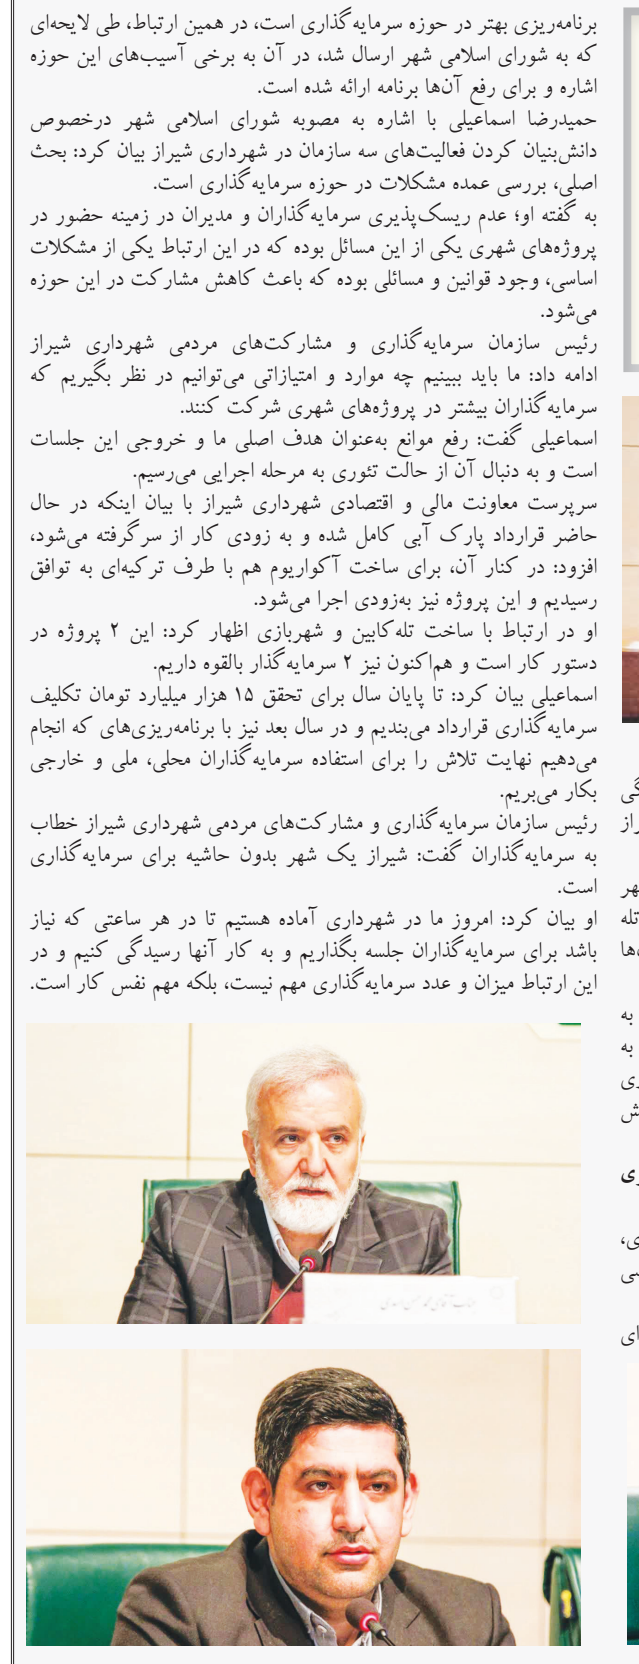 برنامه‌ریزی بهتر در حوزه سرمایه‌گذاری است، در همین ارتباط، طی لایحه‌ای
که به شورای اسلامی شهر ارسال شد، در آن به برخی آسیب‌های این حوزه
اشاره و برای رفع آن‌ها برنامه ارائه شده است.
حمیدرضا اسماعیلی با اشاره به مصوبه شورای اسلامی شهر درخصوص
دانش‌بنیان کردن فعالیت‌های سه سازمان در شهرداری شیراز بیان کرد: بحث
اصلی، بررسی عمده مشکلات در حوزه سرمایه‌گذاری است.
به گفته او؛ عدم ریسک‌پذیری سرمایه‌گذاران و مدیران در زمینه حضور در
پروژه‌های شهری یکی از این مسائل بوده که در این ارتباط یکی از مشکلات
اساسی، وجود قوانین و مسائلی بوده که باعث کاهش مشارکت در این حوزه
می‌شود.
رئیس سازمان سرمایه‌گذاری و مشارکت‌های مردمی شهرداری شیراز
ادامه داد: ما باید ببینیم چه موارد و امتیازاتی می‌توانیم در نظر بگیریم که
سرمایه‌گذاران بیشتر در پروژه‌های شهری شرکت کنند.
اسماعیلی گفت: رفع موانع به‌عنوان هدف اصلی ما و خروجی این جلسات
است و به دنبال آن از حالت تئوری به مرحله اجرایی می‌رسیم.
سرپرست معاونت مالی و اقتصادی شهرداری شیراز با بیان اینکه در حال
حاضر قرارداد پارک آبی کامل شده و به زودی کار از سر گرفته می‌شود،
افزود: در کنار آن، برای ساخت آکواریوم هم با طرف ترکیه‌ای به توافق
رسیدیم و این پروژه نیز به‌زودی اجرا می‌شود.
او در ارتباط با ساخت تله‌کابین و شهربازی اظهار کرد: این ۲ پروژه در
دستور کار است و هم‌اکنون نیز ۲ سرمایه‌گذار بالقوه داریم.
اسماعیلی بیان کرد: تا پایان سال برای تحقق ۱۵ هزار میلیارد تومان تکلیف
سرمایه‌گذاری قرارداد می‌بندیم و در سال بعد نیز با برنامه‌ریزی‌های که انجام
می‌دهیم نهایت تلاش را برای استفاده سرمایه‌گذاران محلی، ملی و خارجی
بکار می‌بریم.
رئیس سازمان سرمایه‌گذاری و مشارکت‌های مردمی شهرداری شیراز خطاب
به سرمایه‌گذاران گفت: شیراز یک شهر بدون حاشیه برای سرمایه‌گذاری
است.
او بیان کرد: امروز ما در شهرداری آماده هستیم تا در هر ساعتی که نیاز
باشد برای سرمایه‌گذاران جلسه بگذاریم و به کار آنها رسیدگی کنیم و در
این ارتباط میزان و عدد سرمایه‌گذاری مهم نیست، بلکه مهم نفس کار است.